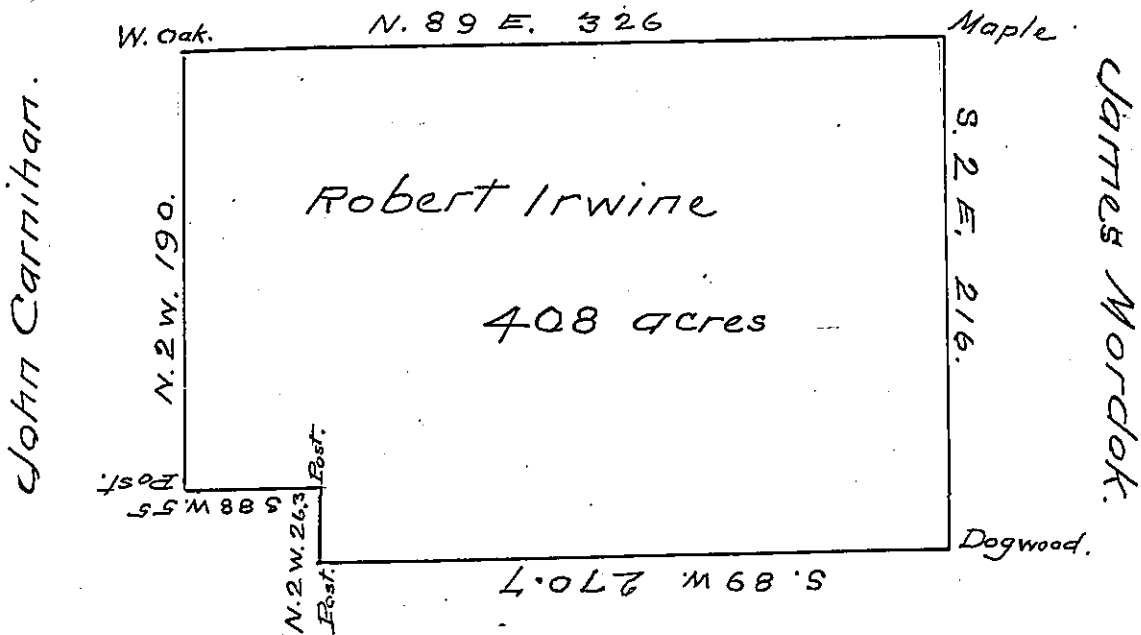 W. Oak.
N. 89 E. 326
Maple
John Carnihan.
N. 2 W. 190.
Robert Irwine
408 acres
S. 2 E. 216.
James Mordok.
Post.
S 88 W. 55
Post.
N. 2 W. 26.3
Post.
S. 89 W. 270.7
Dogwood.